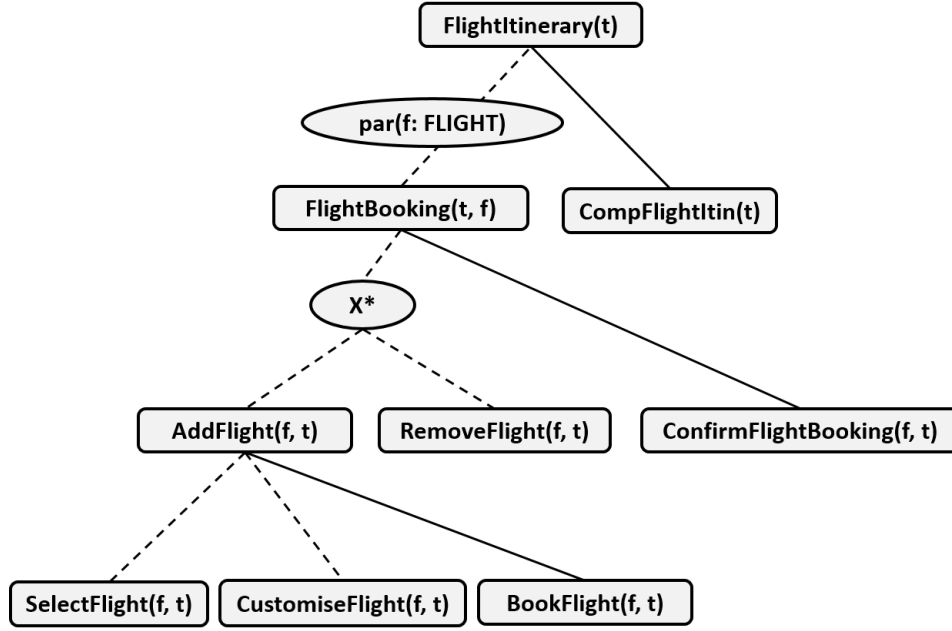 FlightItinerary(t)
par(f: FLIGHT)
FlightBooking(t, f)
CompFlightItin(t)
X*
AddFlight(f, t)
RemoveFlight(f, t)
ConfirmFlightBooking(f, t)
SelectFlight(f, t)
CustomiseFlight(f, t)
BookFlight(f, t)